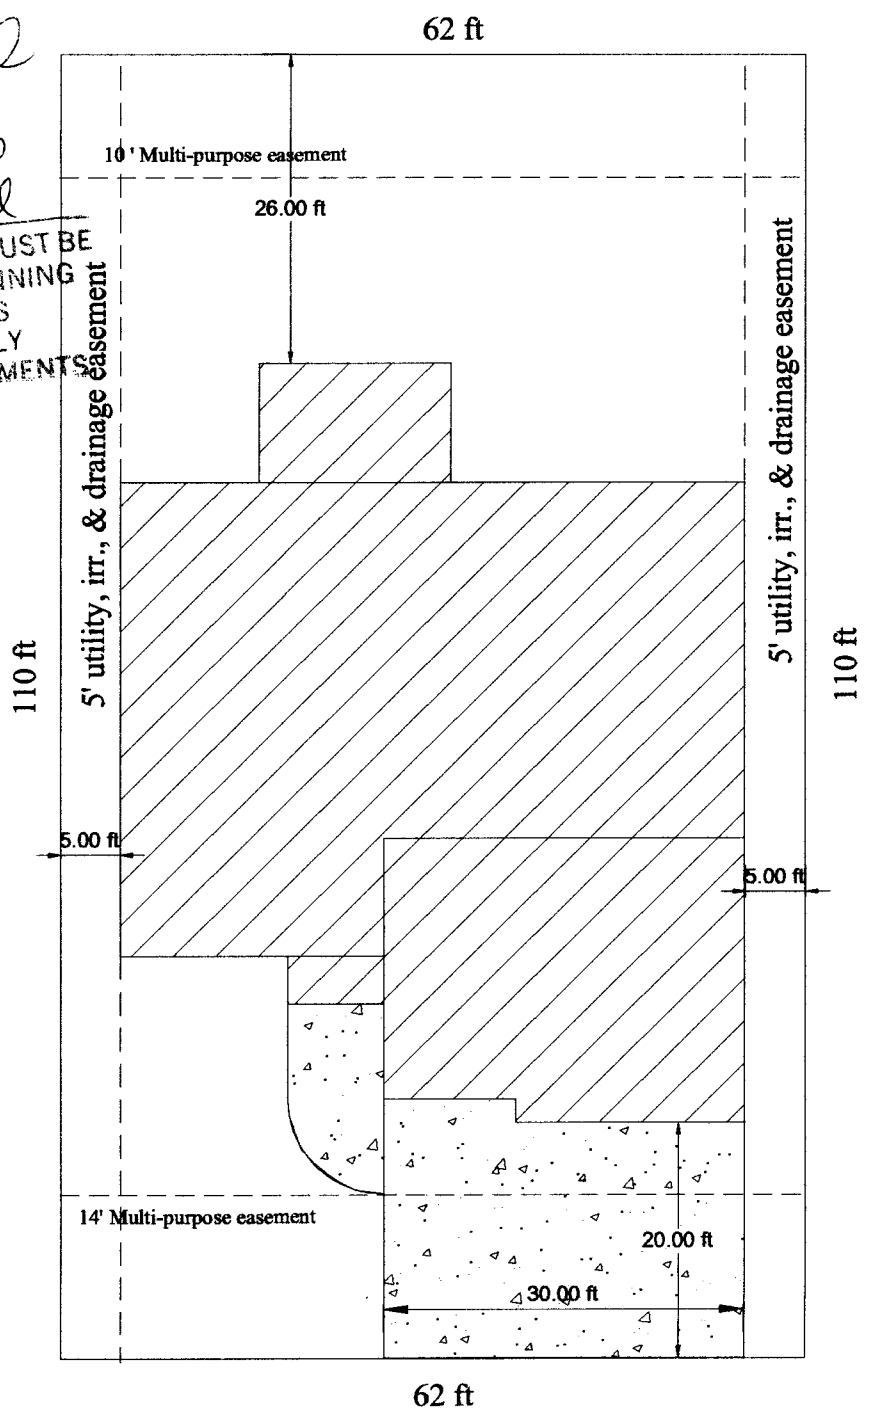 62 ft
10 ' Multi-purpose easement
26.00 ft
UST BE
NNING
S
LY
MENTS
5' utility, irr., & drainage easement
5' utility, irr., & drainage easement
110 ft
110 ft
5.00 ft
5.00 ft
14' Multi-purpose easement
20.00 ft
30.00 ft
62 ft